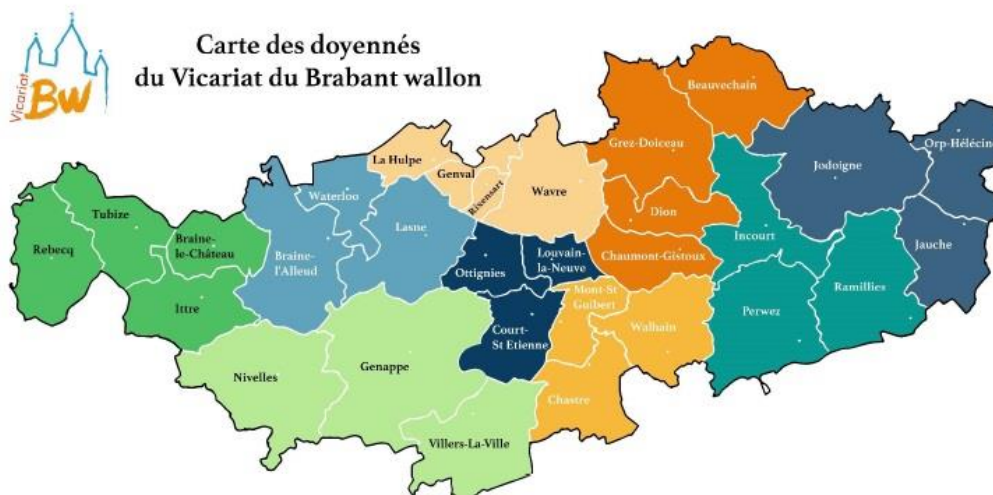 Vicariat
BW
Carte des doyennés
du Vicariat du Brabant wallon
Beauvechain
La Hulpe
Genval
Rixensart
Wavre
Grez-Doiceau
Jodoigne
Orp-Hélécine
Tubize
Rebecq
Braine-
le-Château
Waterloo
Lasne
Braine-
l'Alleud
Ittre
Ottignies
Louvain-
la-Neuve
Dion
Chaumont-Gistoux
Incourt
Jauche
Ramillies
Perwez
Mont-St
Guibert
Walhain
Court-
St Etienne
Nivelles
Genappe
Chastre
Villers-La-Ville